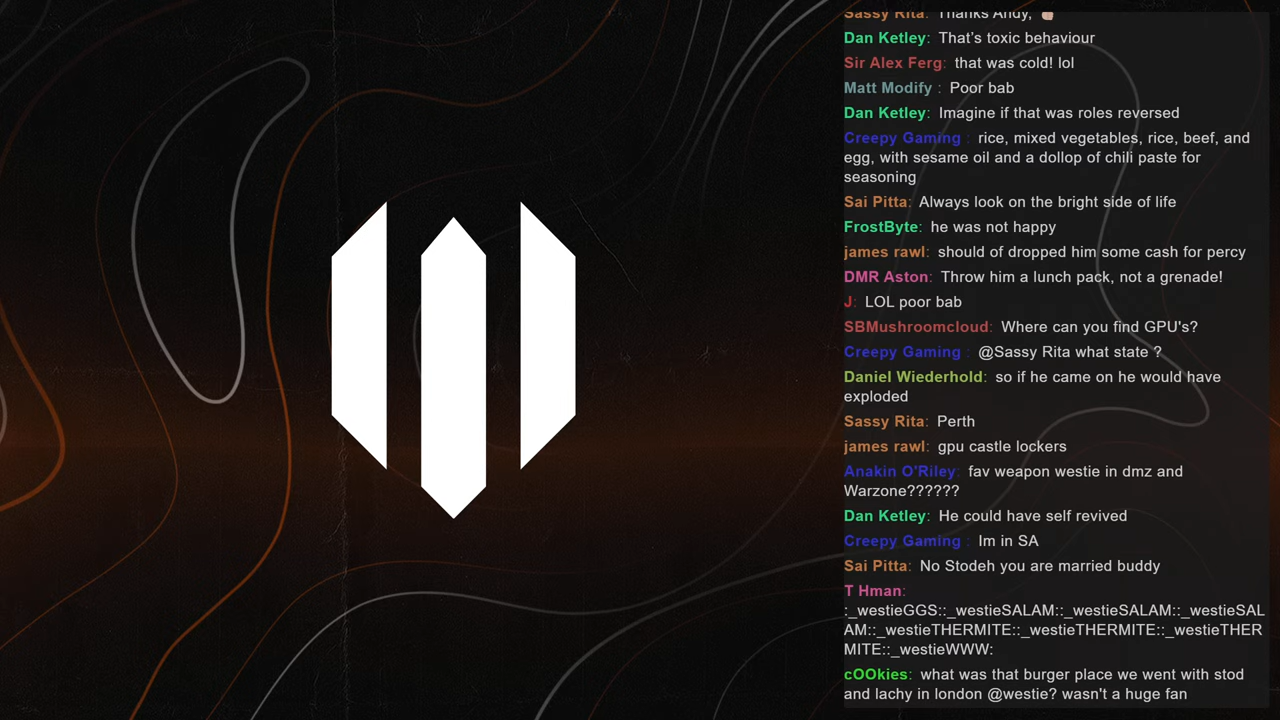 Sassy Rita: Thanks Andy,
Dan Ketley: That's toxic behaviour
Sir Alex Ferg: that was cold! lol
Matt Modify : Poor bab
Dan Ketley: Imagine if that was roles reversed
Creepy Gaming : rice, mixed vegetables, rice, beef, and
egg, with sesame oil and a dollop of chili paste for
seasoning
Sai Pitta: Always look on the bright side of life
FrostByte: he was not happy
james rawl: should of dropped him some cash for percy
DMR Aston: Throw him a lunch pack, not a grenade!
J: LOL poor bab
SBMushroomcloud: Where can you find GPU's?
Creepy Gaming : @Sassy Rita what state ?
Daniel Wiederhold: so if he came on he would have
exploded
Sassy Rita: Perth
james rawl: gpu castle lockers
Anakin O'Riley: fav weapon westie in dmz and
Warzone??????
Dan Ketley: He could have self revived
Creepy Gaming : Im in SA
Sai Pitta: No Stodeh you are married buddy
T Hman:
:_westieGGS::_westieSALAM::_westieSALAM::_westieSAL
AM::_westieTHERMITE::_westieTHERMITE::_westieTHER
MITE::_westieWWW:
cOOkies: what was that burger place we went with stod
and lachy in london @westie? wasn't a huge fan